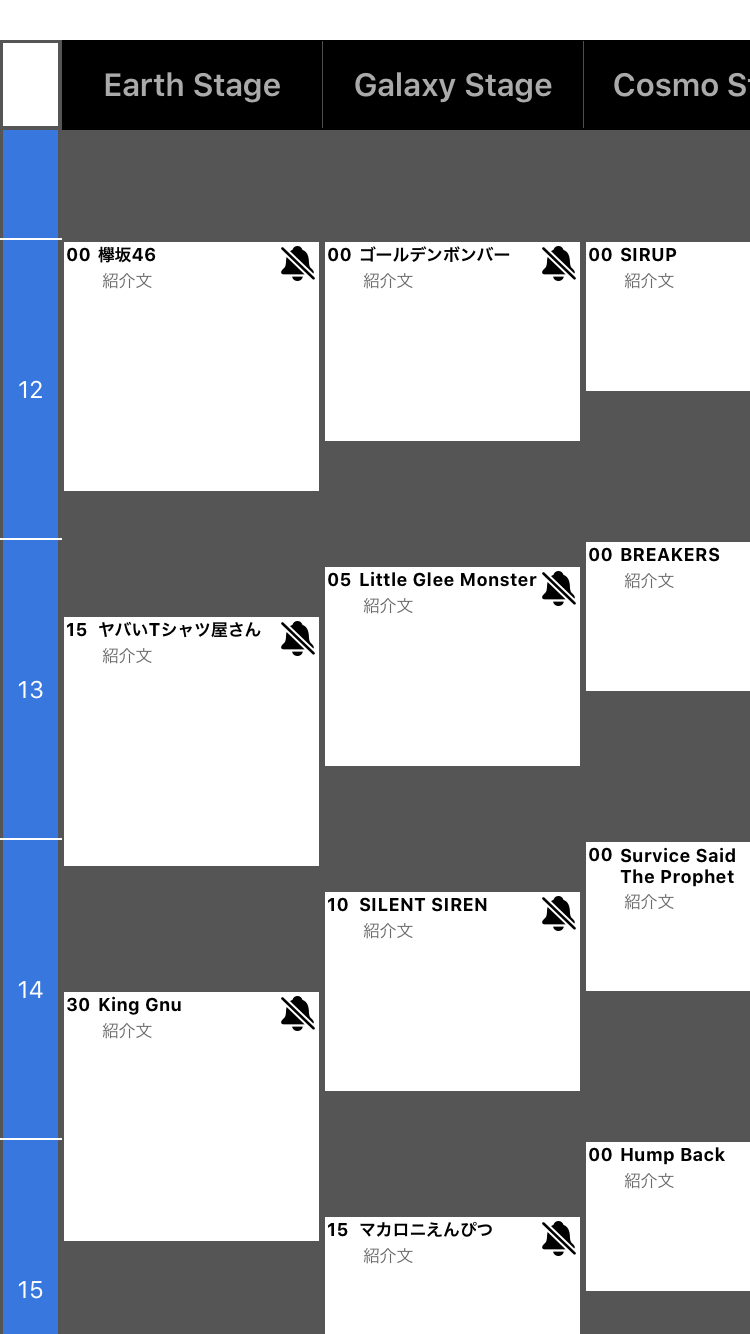 Earth Stage
Galaxy Stage
Cosmo St
12
13
14
15
00 欅坂46
紹介文
15 ヤバいTシャツ屋さん
紹介文
30 King Gnu
紹介文
00 ゴールデンボンバー
紹介文
05 Little Glee Monster
紹介文
10 SILENT SIREN
紹介文
15 マカロニえんぴつ
紹介文
00 SIRUP
紹介文
00 BREAKERS
紹介文
00 Survice Said
The Prophet
紹介文
00 Hump Back
紹介文